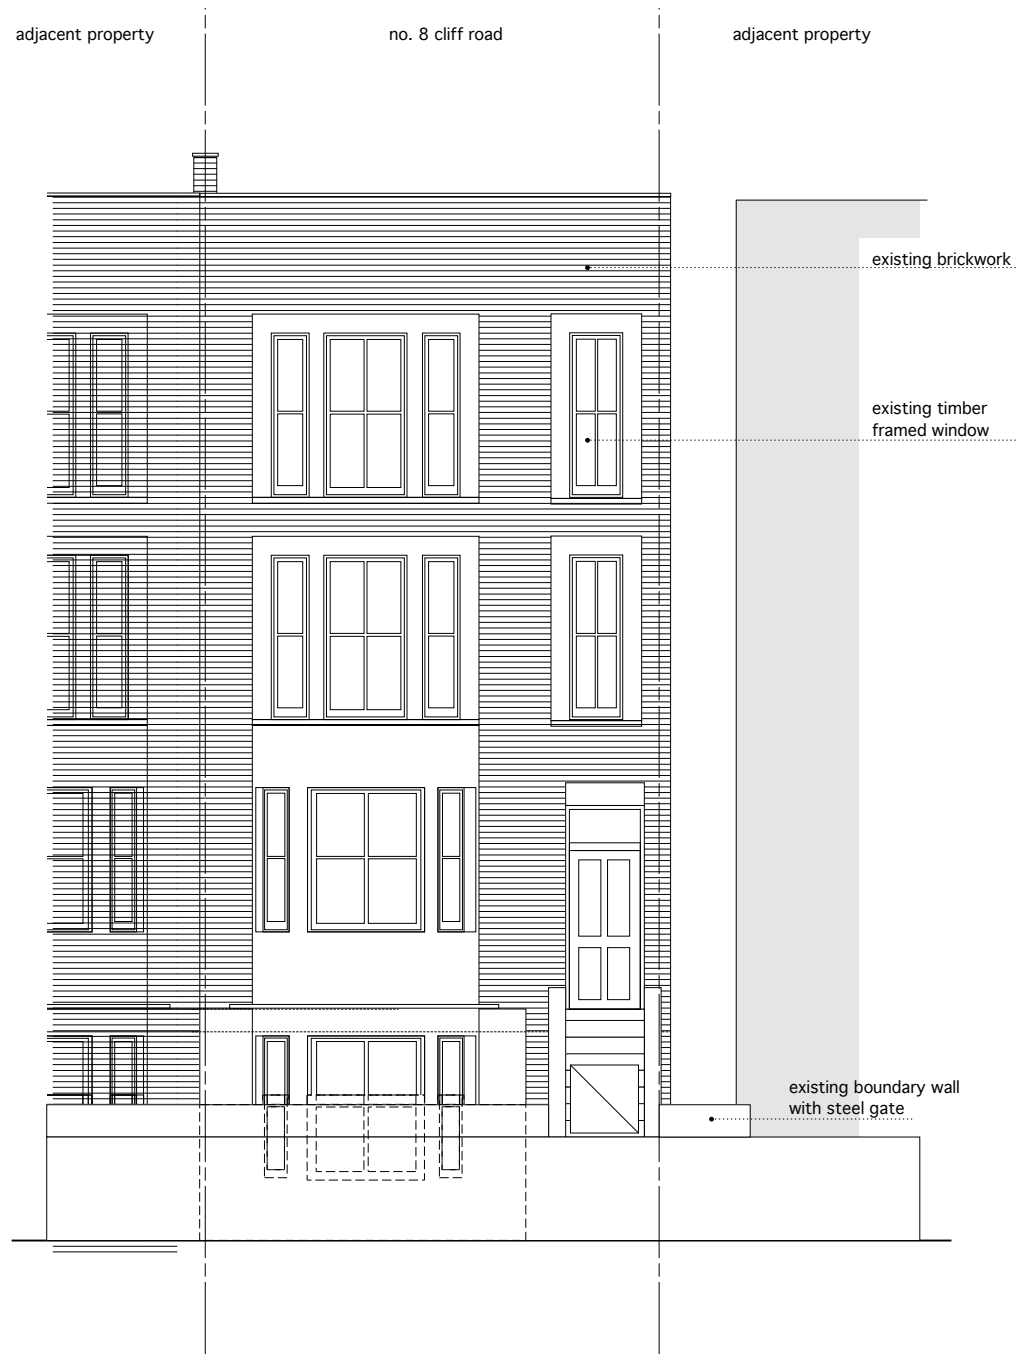 adjacent property
no. 8 cliff road
adjacent property
existing brickwork
existing timber
framed window
existing boundary wall
with steel gate